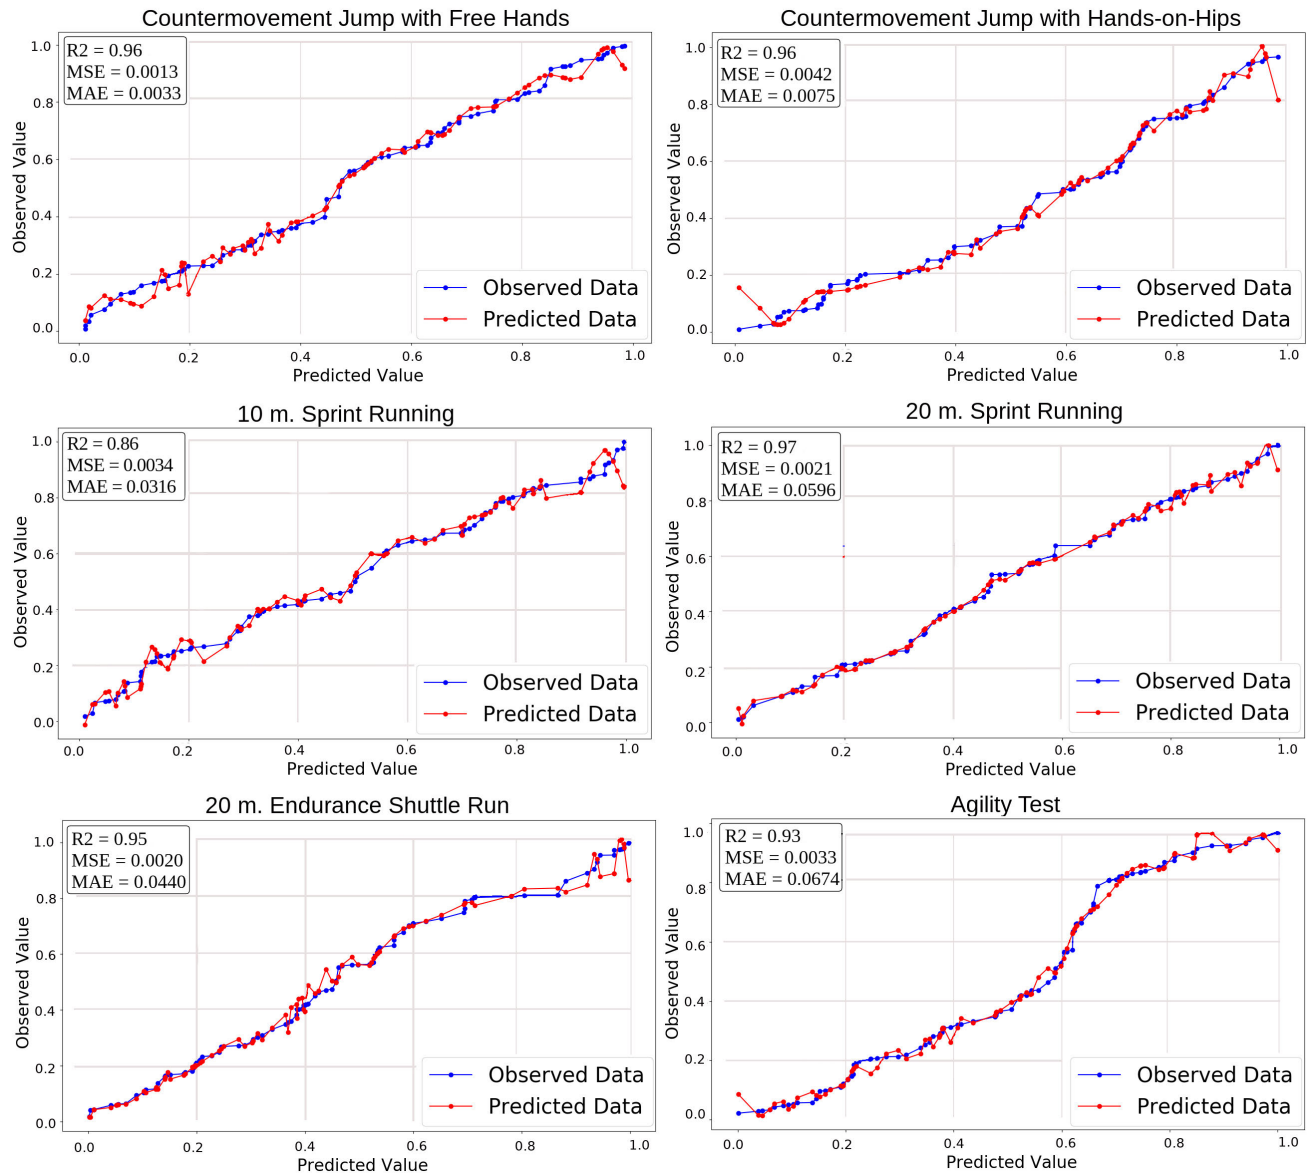 Countermovement Jump with Free Hands
R2 = 0.96
MSE = 0.0013
MAE = 0.0033
1.0
0.8
0.6
0.4
0.2
0.0
Observed Value
Observed Data
Predicted Data
0.0 0.2 0.4 0.6 0.8 1.0
Predicted Value
Countermovement Jump with Hands-on-Hips
R2 = 0.96
MSE = 0.0042
MAE = 0.0075
1.0
0.8
0.6
0.4
0.2
0.0
Observed Value
Observed Data
Predicted Data
0.0 0.2 0.4 0.6 0.8 1.0
Predicted Value
10 m. Sprint Running
R2 = 0.86
MSE = 0.0034
MAE = 0.0316
1.0
0.8
0.6
0.4
0.2
0.0
Observed Value
Observed Data
Predicted Data
0.0 0.2 0.4 0.6 0.8 1.0
Predicted Value
20 m. Sprint Running
R2 = 0.97
MSE = 0.0021
MAE = 0.0596
1.0
0.8
0.6
0.4
0.2
0.0
Observed Value
Observed Data
Predicted Data
0.0 0.2 0.4 0.6 0.8 1.0
Predicted Value
20 m. Endurance Shuttle Run
R2 = 0.95
MSE = 0.0020
MAE = 0.0440
1.0
0.8
0.6
0.4
0.2
0.0
Observed Value
Observed Data
Predicted Data
0.0 0.2 0.4 0.6 0.8 1.0
Predicted Value
Agility Test
R2 = 0.93
MSE = 0.0033
MAE = 0.0674
1.0
0.8
0.6
0.4
0.2
0.0
Observed Value
Observed Data
Predicted Data
0.0 0.2 0.4 0.6 0.8 1.0
Predicted Value